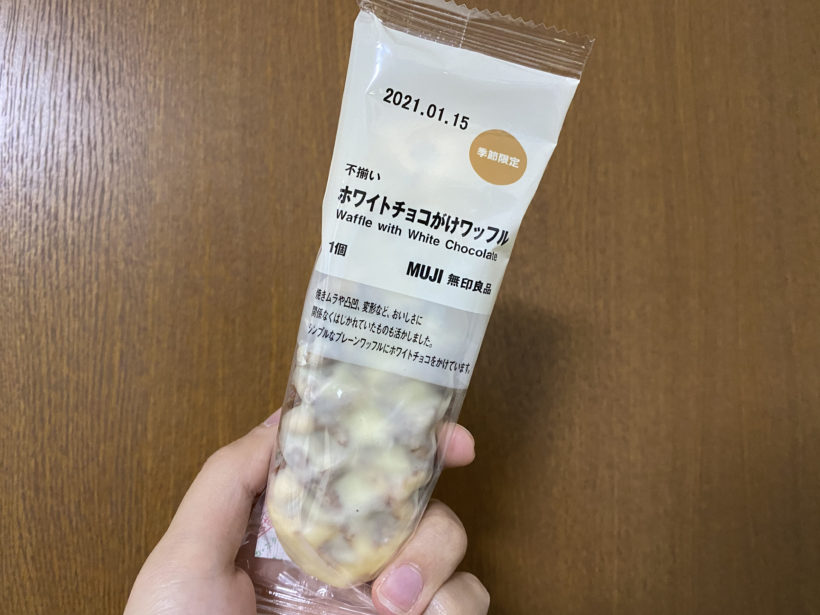 2021.01.15
季節限定
不揃い
ホワイトチョコがけワッフル
Waffle with White Chocolate
1個
MUJI 無印良品
焼きムラや凸凹、変形など、おいしさに
関係なくはじかれていたものも活かしました。
シンプルなプレーンワッフルにホワイトチョコをかけています。